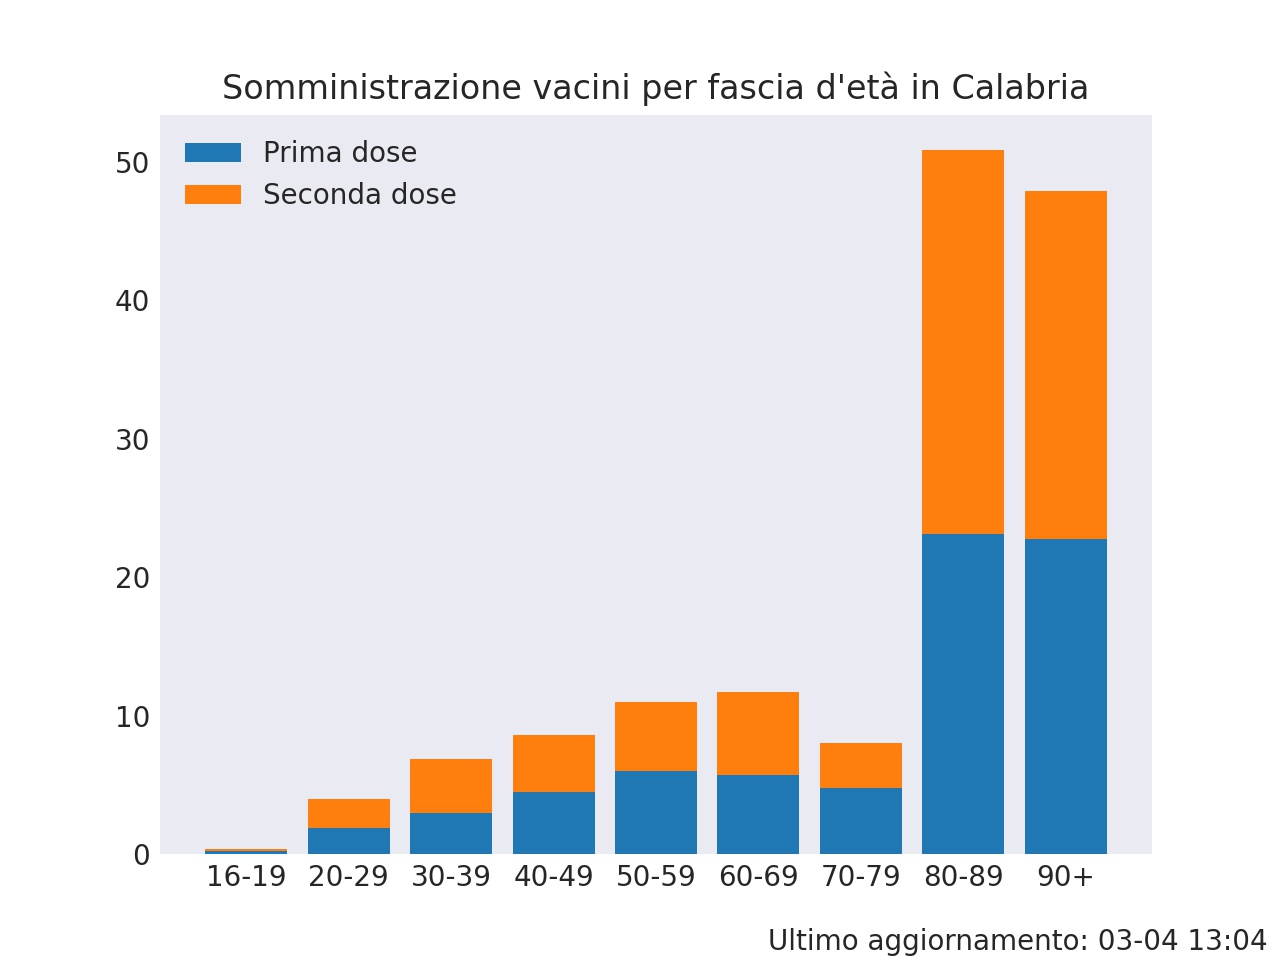 Somministrazione vacini per fascia d'età in Calabria
Prima dose
Seconda dose
50
40
30
20
10
0
16-19 20-29 30-39 40-49 50-59 60-69 70-79 80-89 90+
Ultimo aggiornamento: 03-04 13:04